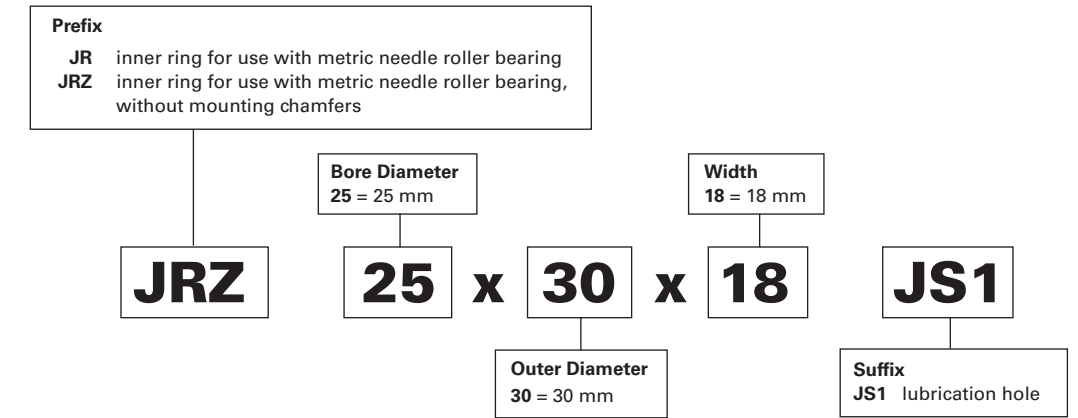 Prefix
JR inner ring for use with metric needle roller bearing
JRZ inner ring for use with metric needle roller bearing,
without mounting chamfers
Bore Diameter
25 = 25 mm
Width
18 = 18 mm
JRZ 25 x 30 x 18 JS1
Outer Diameter
30 = 30 mm
Suffix
JS1 lubrication hole